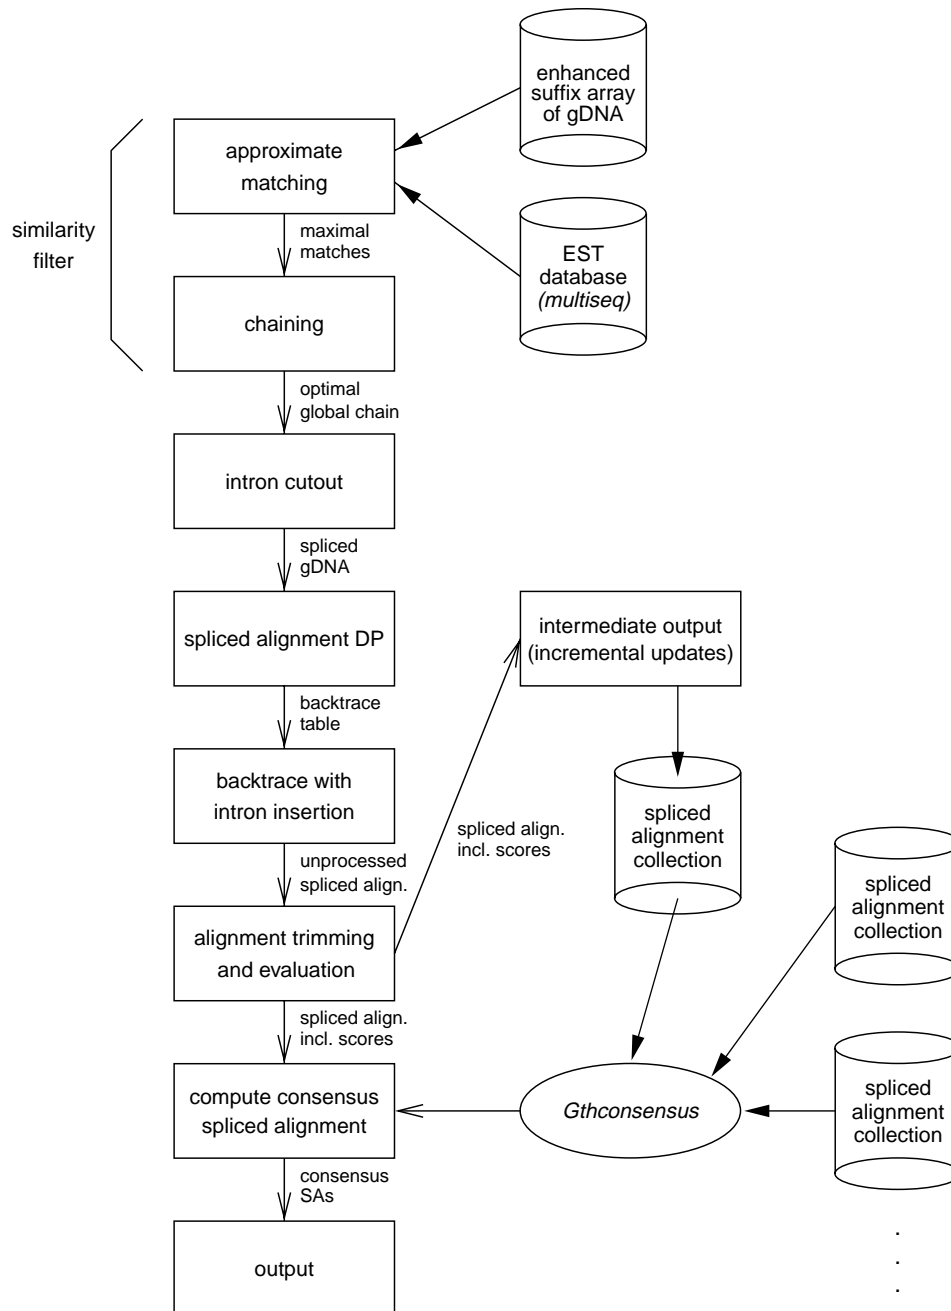 enhanced
suffix array
of gDNA
approximate
matching
similarity
filter
maximal
matches
EST
database
(multiseq)
chaining
optimal
global chain
intron cutout
spliced
gDNA
spliced alignment DP
intermediate output
(incremental updates)
backtrace
table
backtrace with
intron insertion
spliced align.
incl. scores
spliced
alignment
collection
unprocessed
spliced align.
alignment trimming
and evaluation
spliced
alignment
collection
spliced align.
incl. scores
compute consensus
spliced alignment
Gthconsensus
spliced
alignment
collection
consensus
SAs
output
.
.
.